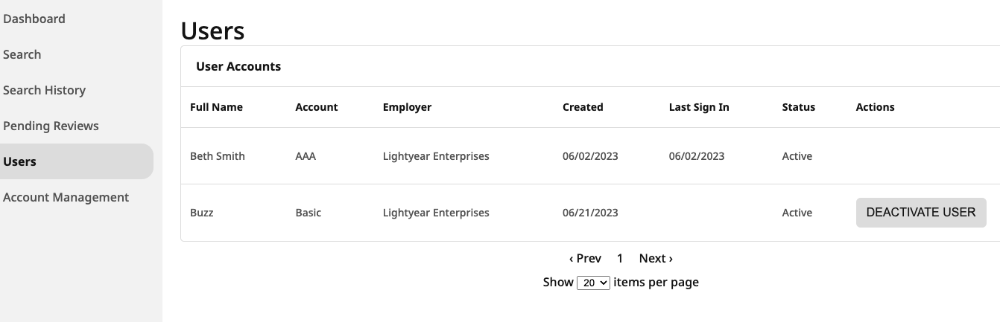 Dashboard
Search
Search History
Pending Reviews
Users
Account Management
Users
User Accounts
Full Name Account Employer Created Last Sign In Status Actions
Beth Smith AAA Lightyear Enterprises 06/02/2023 06/02/2023 Active
Buzz Basic Lightyear Enterprises 06/21/2023 Active DEACTIVATE USER
‹ Prev 1 Next ›
Show 20 items per page